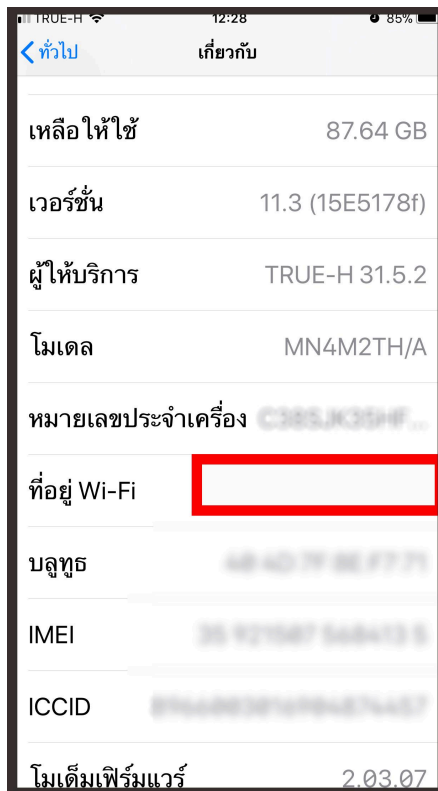 TRUE-H 12:28 85%
ทั่วไป เกี่ยวกับ
เหลือให้ใช้ 87.64 GB
เวอร์ชั่น 11.3 (15E5178f)
ผู้ให้บริการ TRUE-H 31.5.2
โมเดล MN4M2TH/A
หมายเลขประจำเครื่อง
ที่อยู่ Wi-Fi
บลูทูธ
IMEI
ICCID
โมเด็มเฟิร์มแวร์ 2.03.07